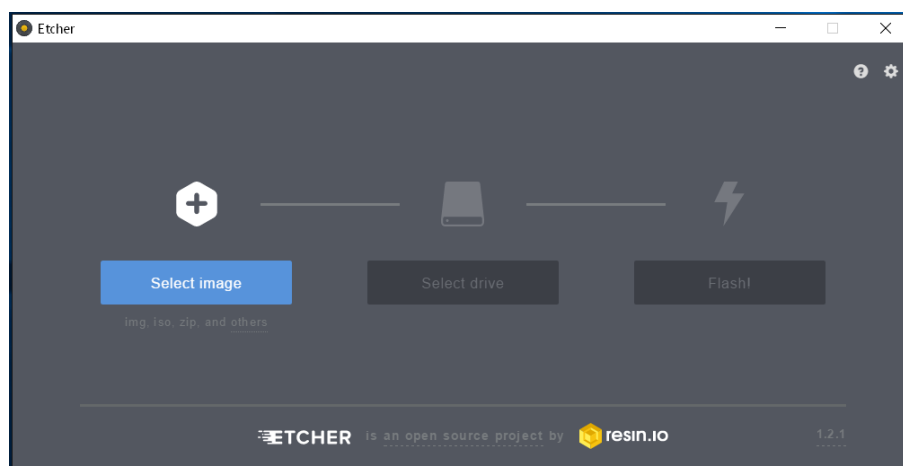 Etcher
Select image
Select drive
Flash!
img, iso, zip, and others
ETCHER is an open source project by resin.io
1.2.1